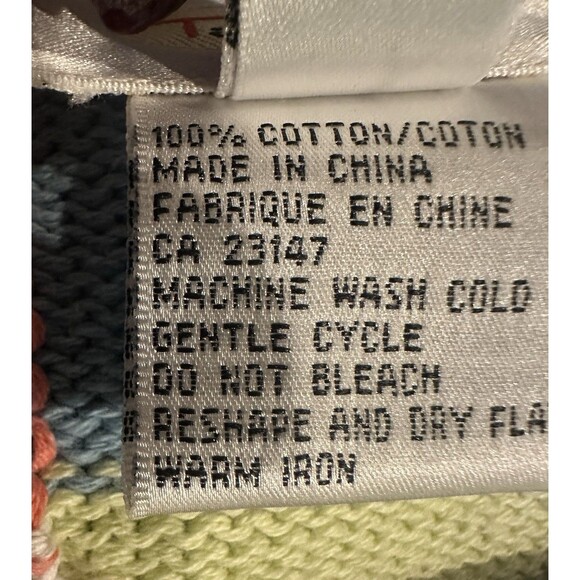 100% COTTON/COTON
MADE IN CHINA
FABRIQUE EN CHINE
CA 23147
MACHINE WASH COLD
GENTLE CYCLE
DO NOT BLEACH
RESHAPE AND DRY FLA
WARM IRON